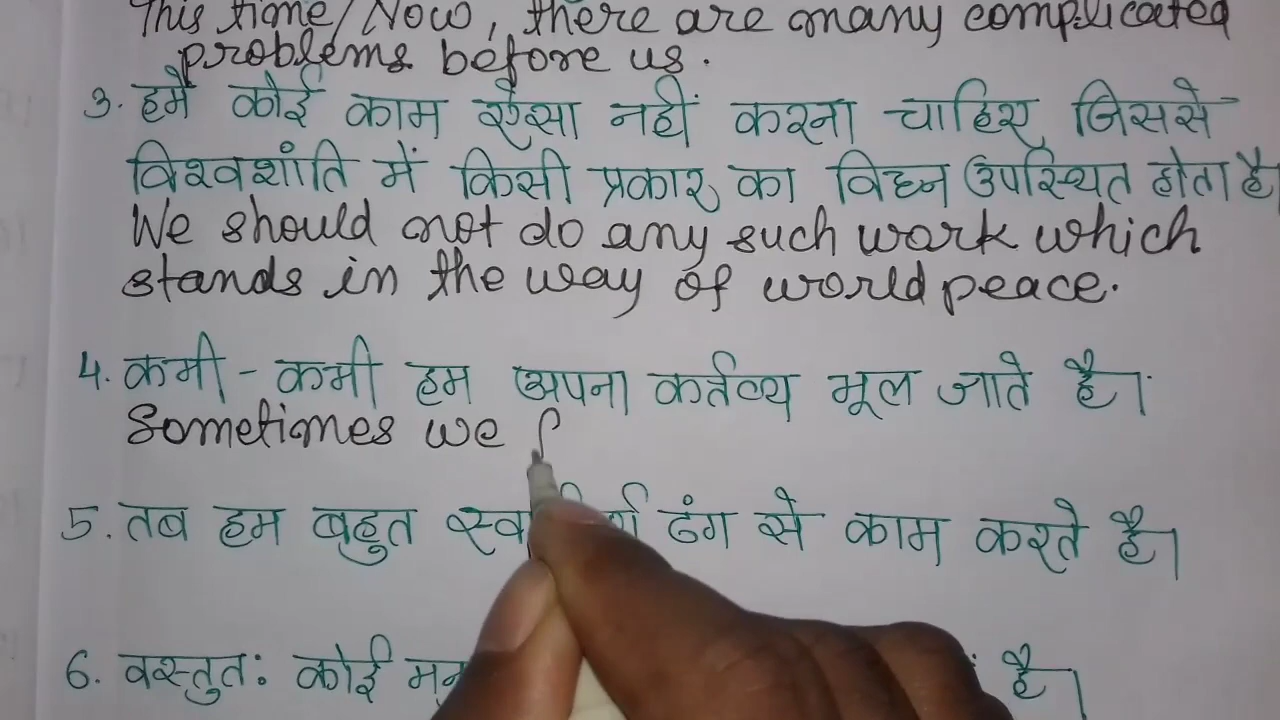 This time/Now, there are many complicated
problems before us.
3. हमें कोई काम ऐसा नहीं करना चाहिए जिससे
विश्वशांति में किसी प्रकार का विघ्न उपस्थित होता है
We should not do any such work which
stands in the way of world peace.
4. कभी - कभी हम अपना कर्तव्य भूल जाते है।
Sometimes we
5. तब हम बहुत ढंग से काम करते है।
6. वस्तुत: कोई है।